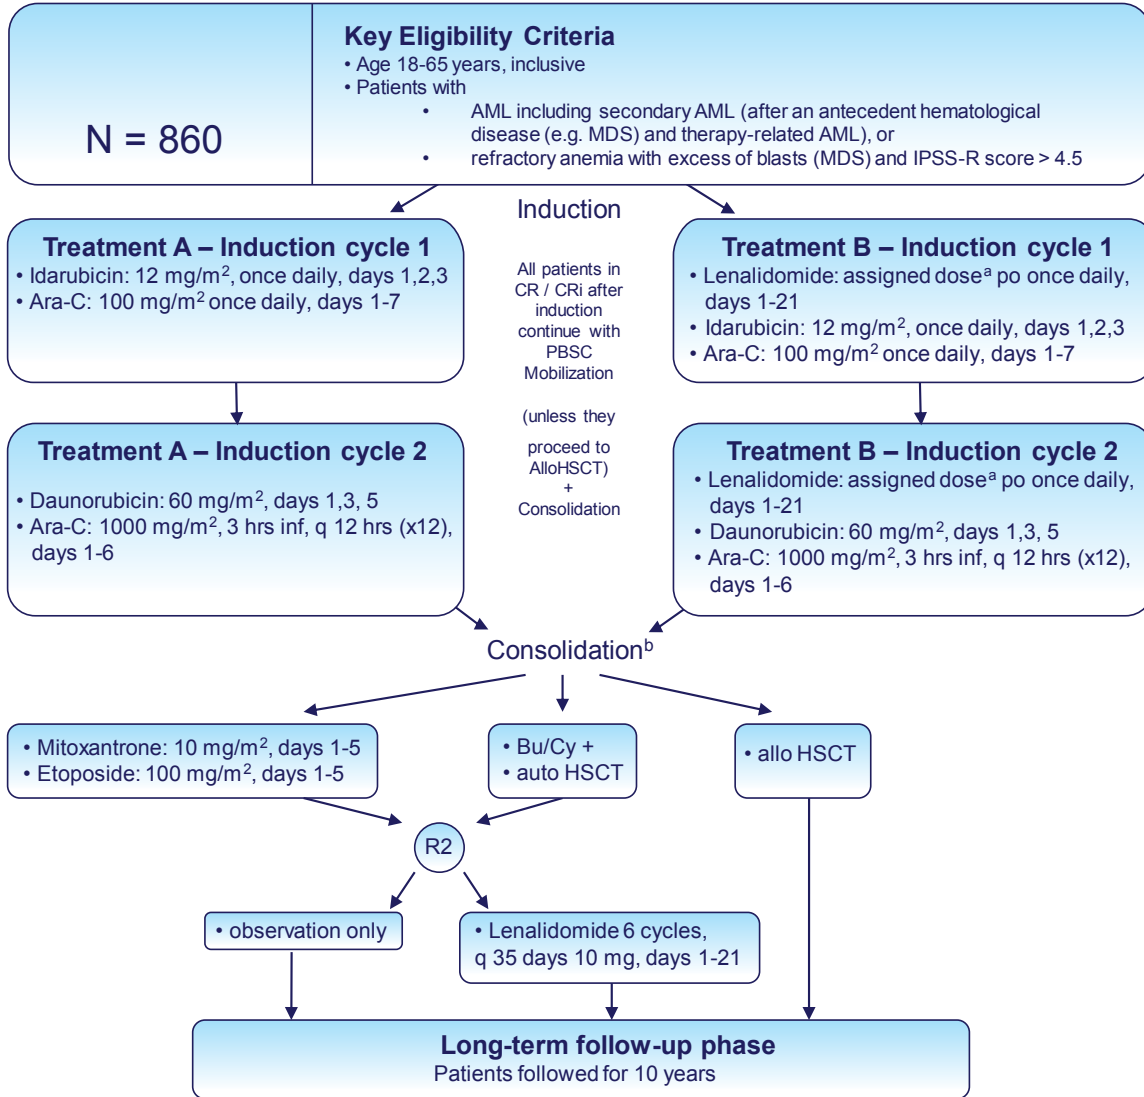 N = 860
Key Eligibility Criteria
• Age 18-65 years, inclusive
• Patients with
• AML including secondary AML (after an antecedent hematological
disease (e.g. MDS) and therapy-related AML), or
• refractory anemia with excess of blasts (MDS) and IPSS-R score > 4.5
Treatment A – Induction cycle 1
• Idarubicin: 12 mg/m², once daily, days 1,2,3
• Ara-C: 100 mg/m² once daily, days 1-7
Induction
All patients in
CR / CRi after
induction
continue with
PBSC
Mobilization
(unless they
proceed to
AlloHSCT)
+
Consolidation
Treatment B – Induction cycle 1
• Lenalidomide: assigned doseᵃ po once daily,
days 1-21
• Idarubicin: 12 mg/m², once daily, days 1,2,3
• Ara-C: 100 mg/m² once daily, days 1-7
Treatment A – Induction cycle 2
• Daunorubicin: 60 mg/m², days 1,3, 5
• Ara-C: 1000 mg/m², 3 hrs inf, q 12 hrs (x12),
days 1-6
Treatment B – Induction cycle 2
• Lenalidomide: assigned doseᵃ po once daily,
days 1-21
• Daunorubicin: 60 mg/m², days 1,3, 5
• Ara-C: 1000 mg/m², 3 hrs inf, q 12 hrs (x12),
days 1-6
Consolidationᵇ
• Mitoxantrone: 10 mg/m², days 1-5
• Etoposide: 100 mg/m², days 1-5
• Bu/Cy +
• auto HSCT
• allo HSCT
R2
• observation only
• Lenalidomide 6 cycles,
q 35 days 10 mg, days 1-21
Long-term follow-up phase
Patients followed for 10 years